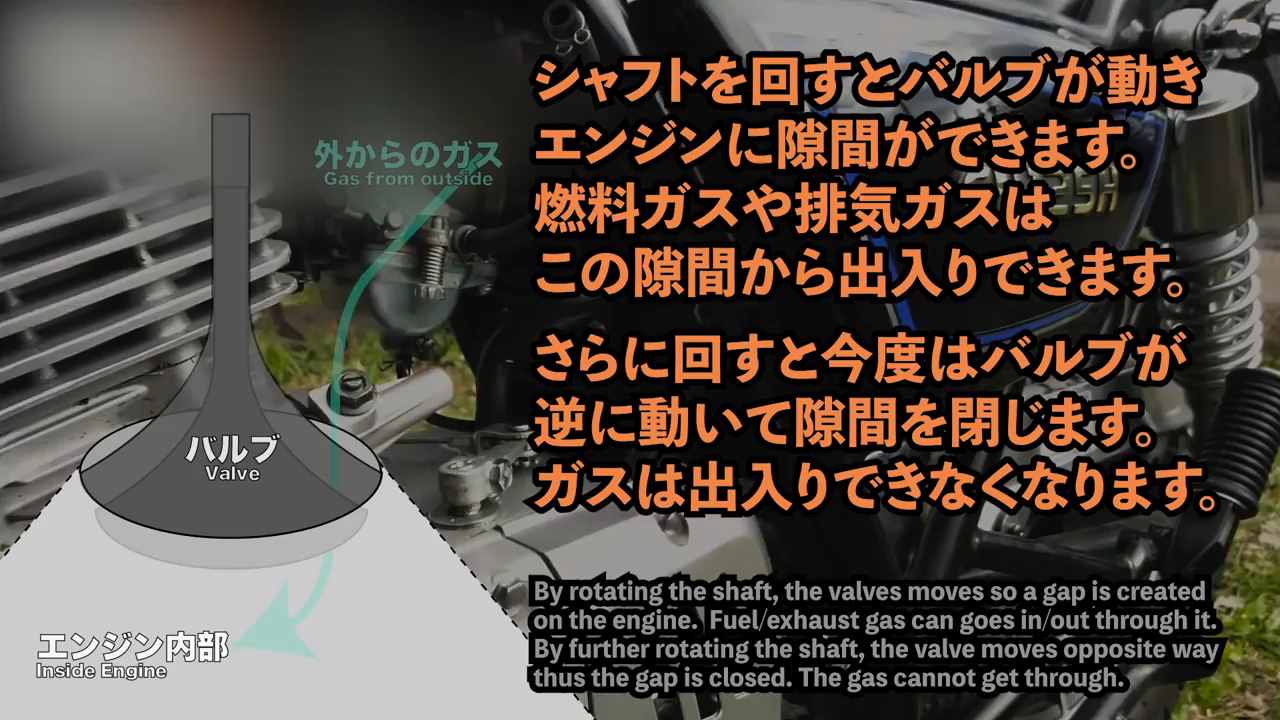 外からのガス
Gas from outside
バルブ
Valve
エンジン内部
Inside Engine
シャフトを回すとバルブが動き
エンジンに隙間ができます。
燃料ガスや排気ガスは
この隙間から出入りできます。
さらに回すと今度はバルブが
逆に動いて隙間を閉じます。
ガスは出入りできなくなります。
By rotating the shaft, the valves moves so a gap is created
on the engine. Fuel/exhaust gas can goes in/out through it.
By further rotating the shaft, the valve moves opposite way
thus the gap is closed. The gas cannot get through.